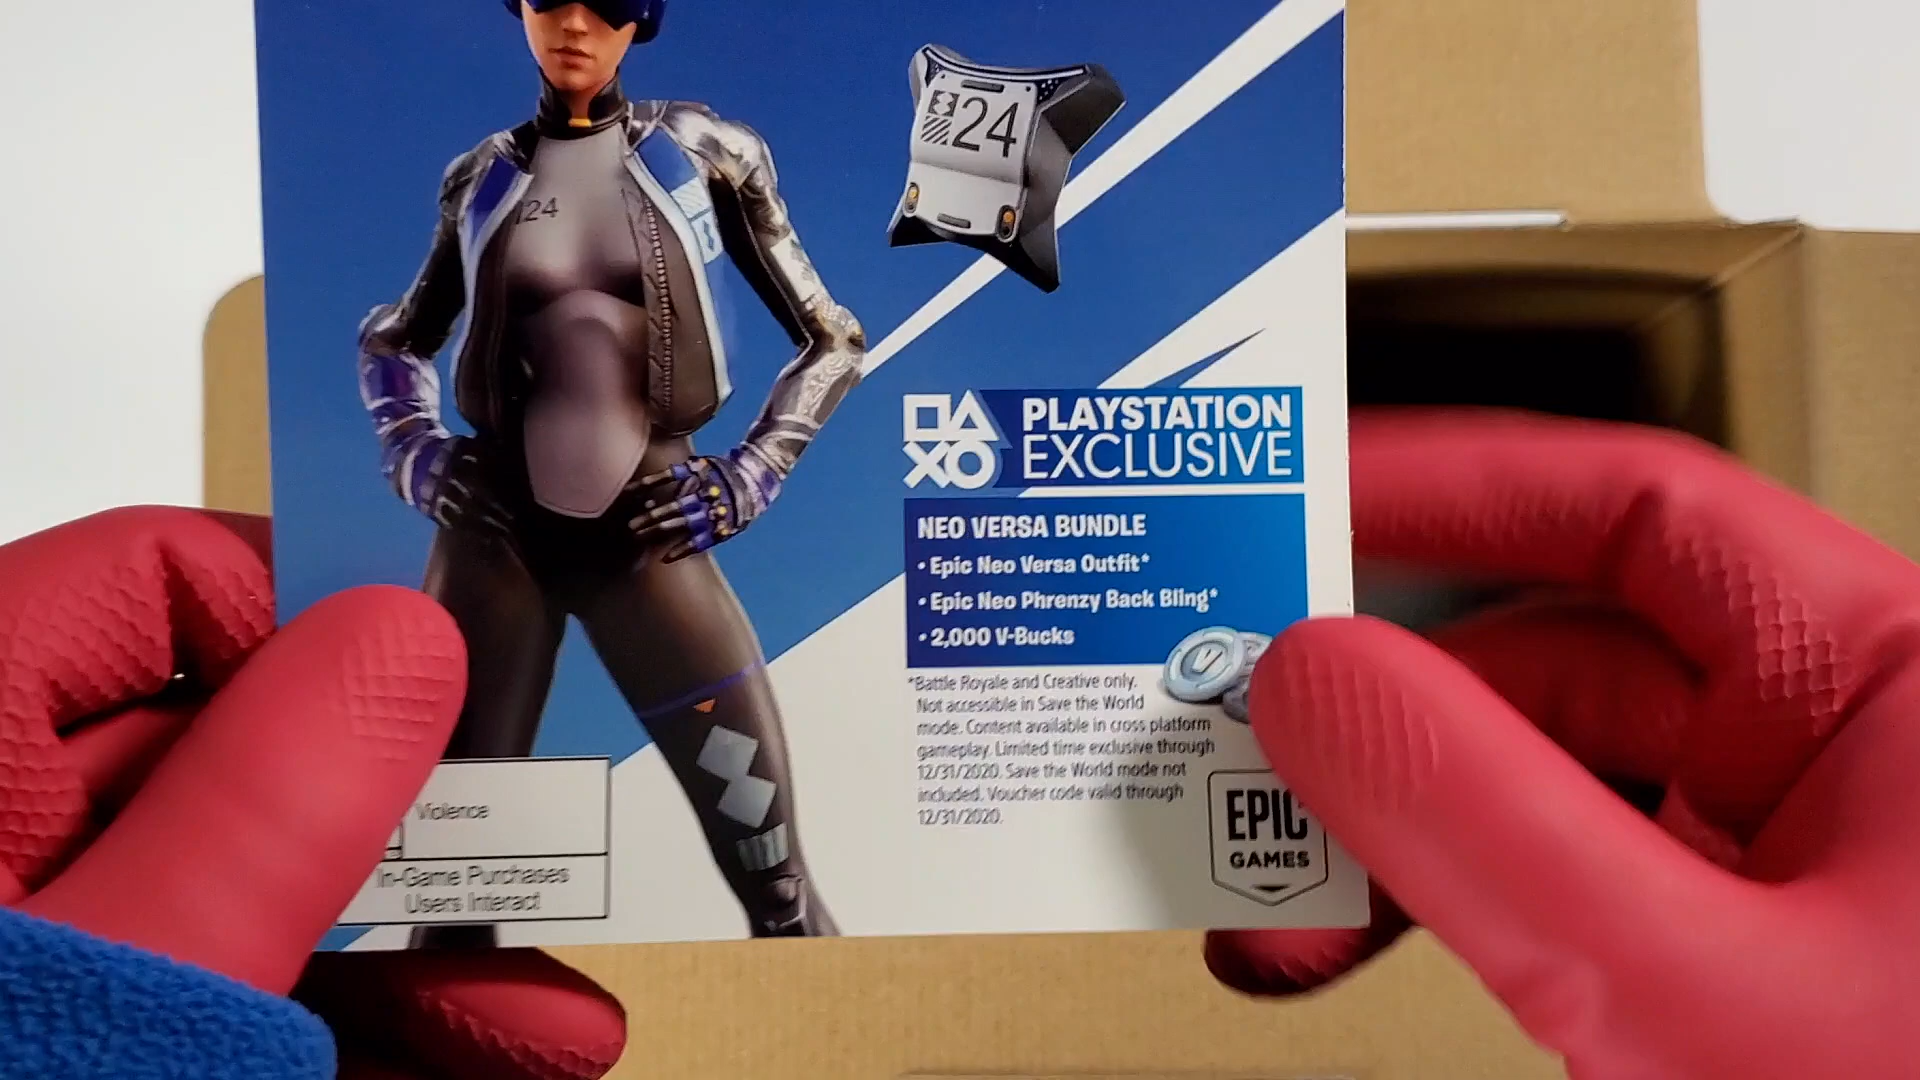 24
24
PLAYSTATION
EXCLUSIVE
NEO VERSA BUNDLE
• Epic Neo Versa Outfit*
• Epic Neo Phrenzy Back Bling*
• 2,000 V-Bucks
*Battle Royale and Creative only.
Not accessible in Save the World
mode. Content available in cross platform
gameplay. Limited time exclusive through
12/31/2020. Save the World mode not
included. Voucher code valid through
12/31/2020.
Violence
In-Game Purchases
Users Interact
EPIC
GAMES